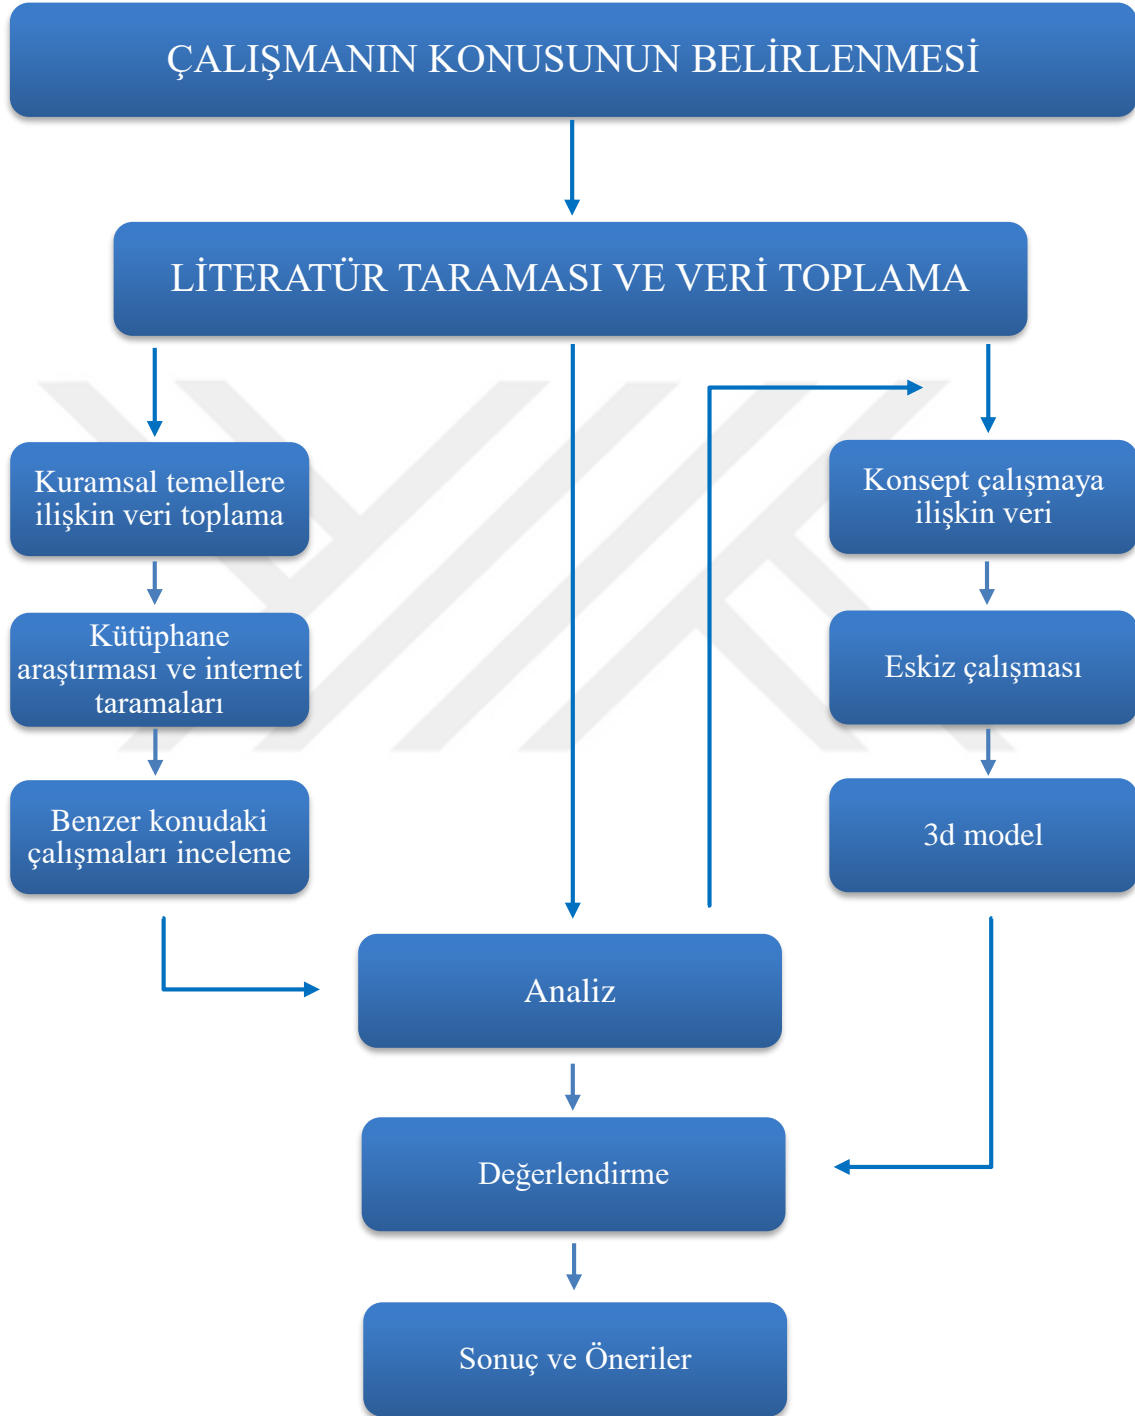 ÇALIŞMANIN KONUSUNUN BELİRLENMESİ
LİTERATÜR TARAMASI VE VERİ TOPLAMA
Kuramsal temellere
ilişkin veri toplama
Kütüphane
araştırması ve internet
taramaları
Benzer konudaki
çalışmaları inceleme
Konsept çalışmaya
ilişkin veri
Eskiz çalışması
3d model
Analiz
Değerlendirme
Sonuç ve Öneriler